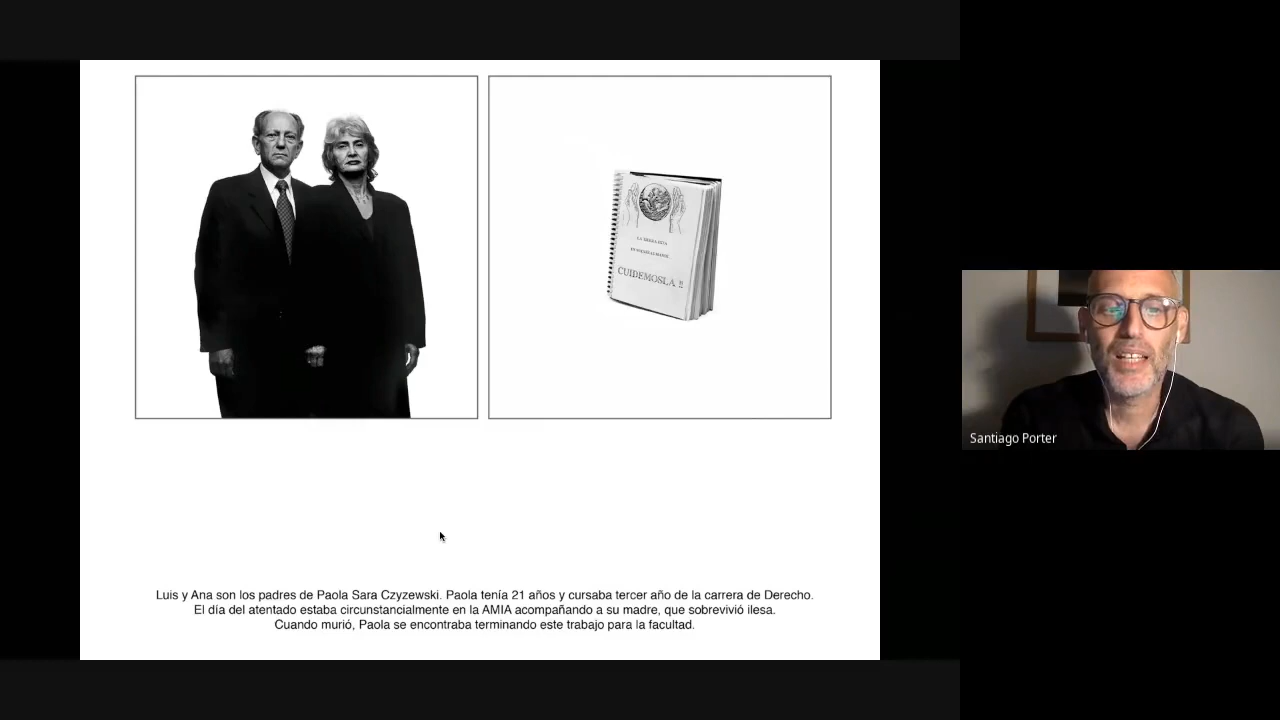 CUIDEMOSLA !!
Santiago Porter
Luis y Ana son los padres de Paola Sara Czyzewski. Paola tenía 21 años y cursaba tercer año de la carrera de Derecho.
El día del atentado estaba circunstancialmente en la AMIA acompañando a su madre, que sobrevivió ilesa.
Cuando murió, Paola se encontraba terminando este trabajo para la facultad.